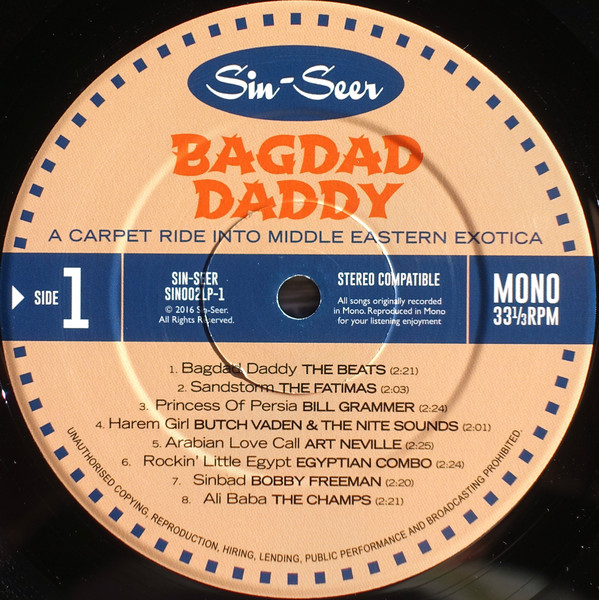 Sin-Seer
BAGDAD
DADDY
A CARPET RIDE INTO MIDDLE EASTERN EXOTICA
SIDE 1
SIN-SEER
SIN002LP-1
© 2016 Sin-Seer.
All Rights Reserved.
STEREO COMPATIBLE
All songs originally recorded
in Mono. Reproduced in Mono
for your listening enjoyment
MONO
33⅓RPM
1. Bagdad Daddy THE BEATS (2:21)
2. Sandstorm THE FATIMAS (2:03)
3. Princess Of Persia BILL GRAMMER (2:24)
4. Harem Girl BUTCH VADEN & THE NITE SOUNDS (2:01)
5. Arabian Love Call ART NEVILLE (2:25)
6. Rockin' Little Egypt EGYPTIAN COMBO (2:24)
7. Sinbad BOBBY FREEMAN (2:20)
8. Ali Baba THE CHAMPS (2:21)
UNAUTHORISED COPYING, REPRODUCTION, HIRING, LENDING, PUBLIC PERFORMANCE AND BROADCASTING PROHIBITED.